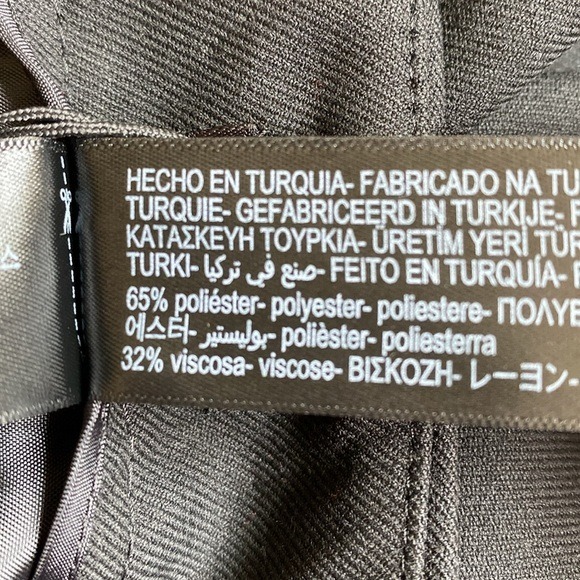 HECHO EN TURQUIA- FABRICADO NA TU
TURQUIE- GEFABRICEERD IN TURKIJE-
ΚΑΤΑΣΚΕΥΗ ΤΟΥΡΚΙΑ- ÜRETİM YERİ TÜR
TURKI- صنع في تركيا- FEITO EN TURQUÍA-
65% poliéster- polyester- poliestere- ΠΟΛΥΕ
에스터- بوليستير- polièster- poliesterra
32% viscosa- viscose- ΒΙΣΚΟΖΗ- レーヨン-